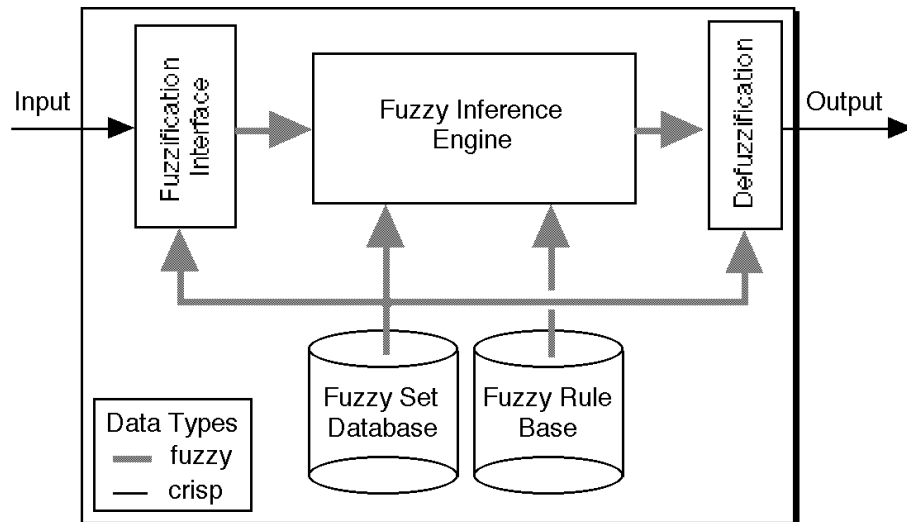 Input
Fuzzification
Interface
Fuzzy Inference
Engine
Defuzzification
Output
Fuzzy Set
Database
Fuzzy Rule
Base
Data Types
fuzzy
crisp